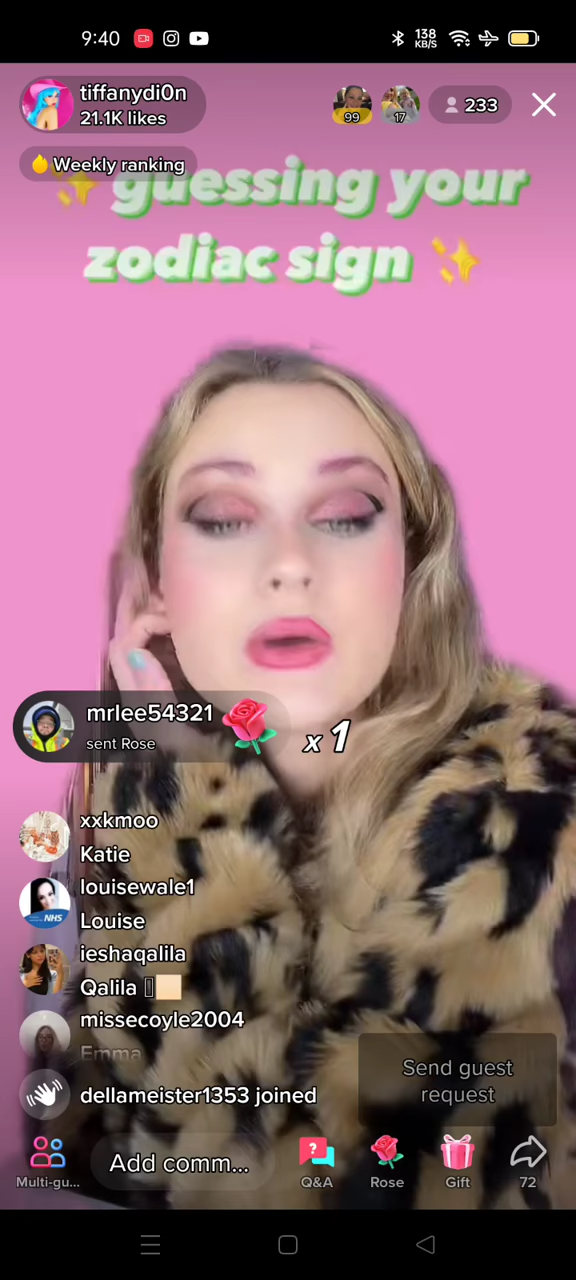 9:40
138
KB/S
tiffanydi0n
21.1K likes
99
17
233
Weekly ranking
✨ guessing your
zodiac sign ✨
mrlee54321
sent Rose
x 1
xxkmoo
Katie
louisewale1
Louise
NHS
ieshaqalila
Qalila
missecoyle2004
Emma
dellameister1353 joined
Send guest
request
Multi-gu...
Add comm...
Q&A
Rose
Gift
72